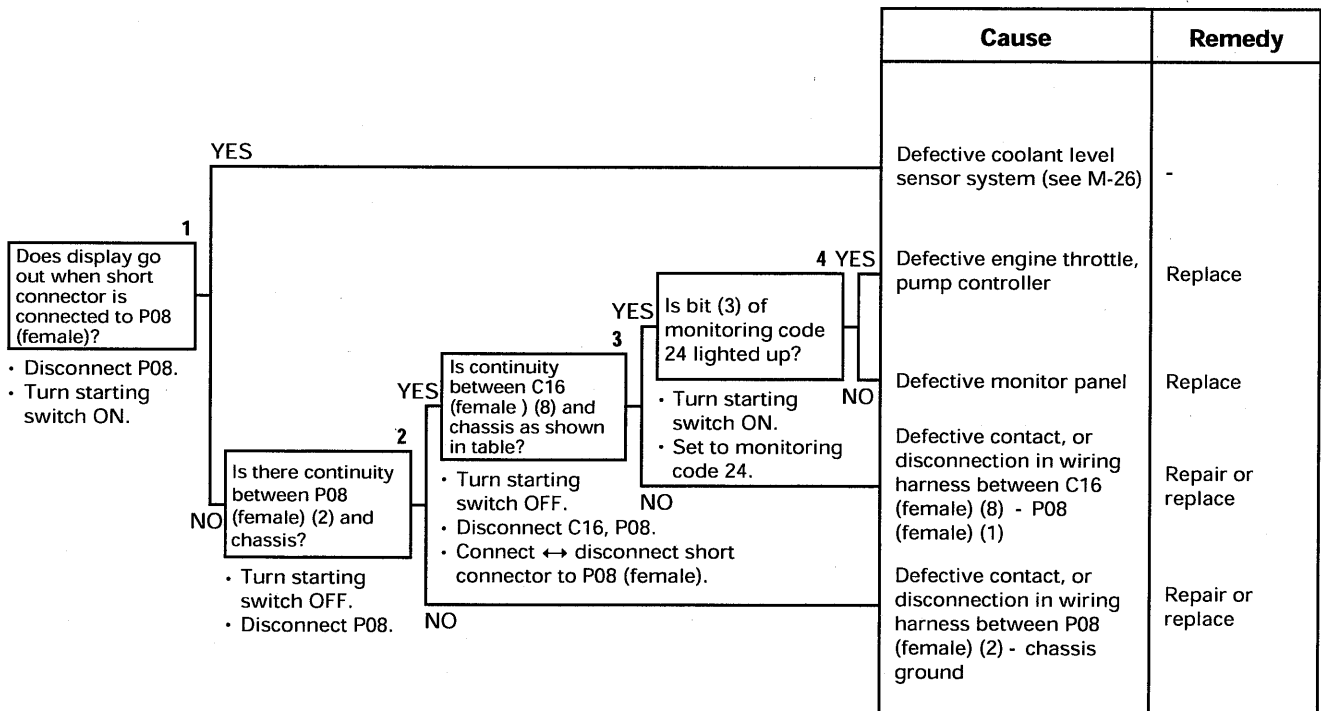 Cause
Remedy
YES
Defective coolant level
sensor system (see M-26)
-
1
Does display go
out when short
connector is
connected to P08
(female)?
• Disconnect P08.
• Turn starting
switch ON.
NO
2
Is there continuity
between P08
(female) (2) and
chassis?
• Turn starting
switch OFF.
• Disconnect P08.
YES
NO
3
Is continuity
between C16
(female ) (8) and
chassis as shown
in table?
• Turn starting
switch OFF.
• Disconnect C16, P08.
• Connect ↔ disconnect short
connector to P08 (female).
YES
NO
4
Is bit (3) of
monitoring code
24 lighted up?
• Turn starting
switch ON.
• Set to monitoring
code 24.
YES
NO
Defective engine throttle,
pump controller
Replace
Defective monitor panel
Replace
Defective contact, or
disconnection in wiring
harness between C16
(female) (8) - P08
(female) (1)
Repair or
replace
Defective contact, or
disconnection in wiring
harness between P08
(female) (2) - chassis
ground
Repair or
replace